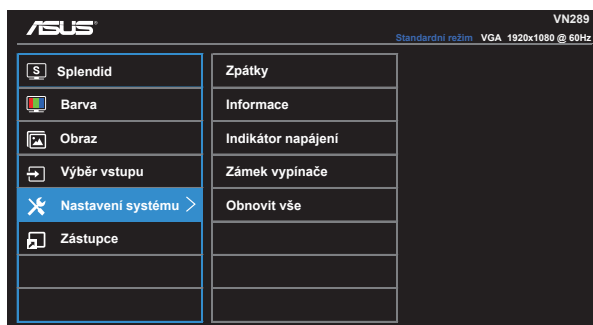 ASUS
VN289
Standardní režim VGA 1920x1080 @ 60Hz
S Splendid
Barva
Obraz
Výběr vstupu
Nastavení systému >
Zástupce
Zpátky
Informace
Indikátor napájení
Zámek vypínače
Obnovit vše